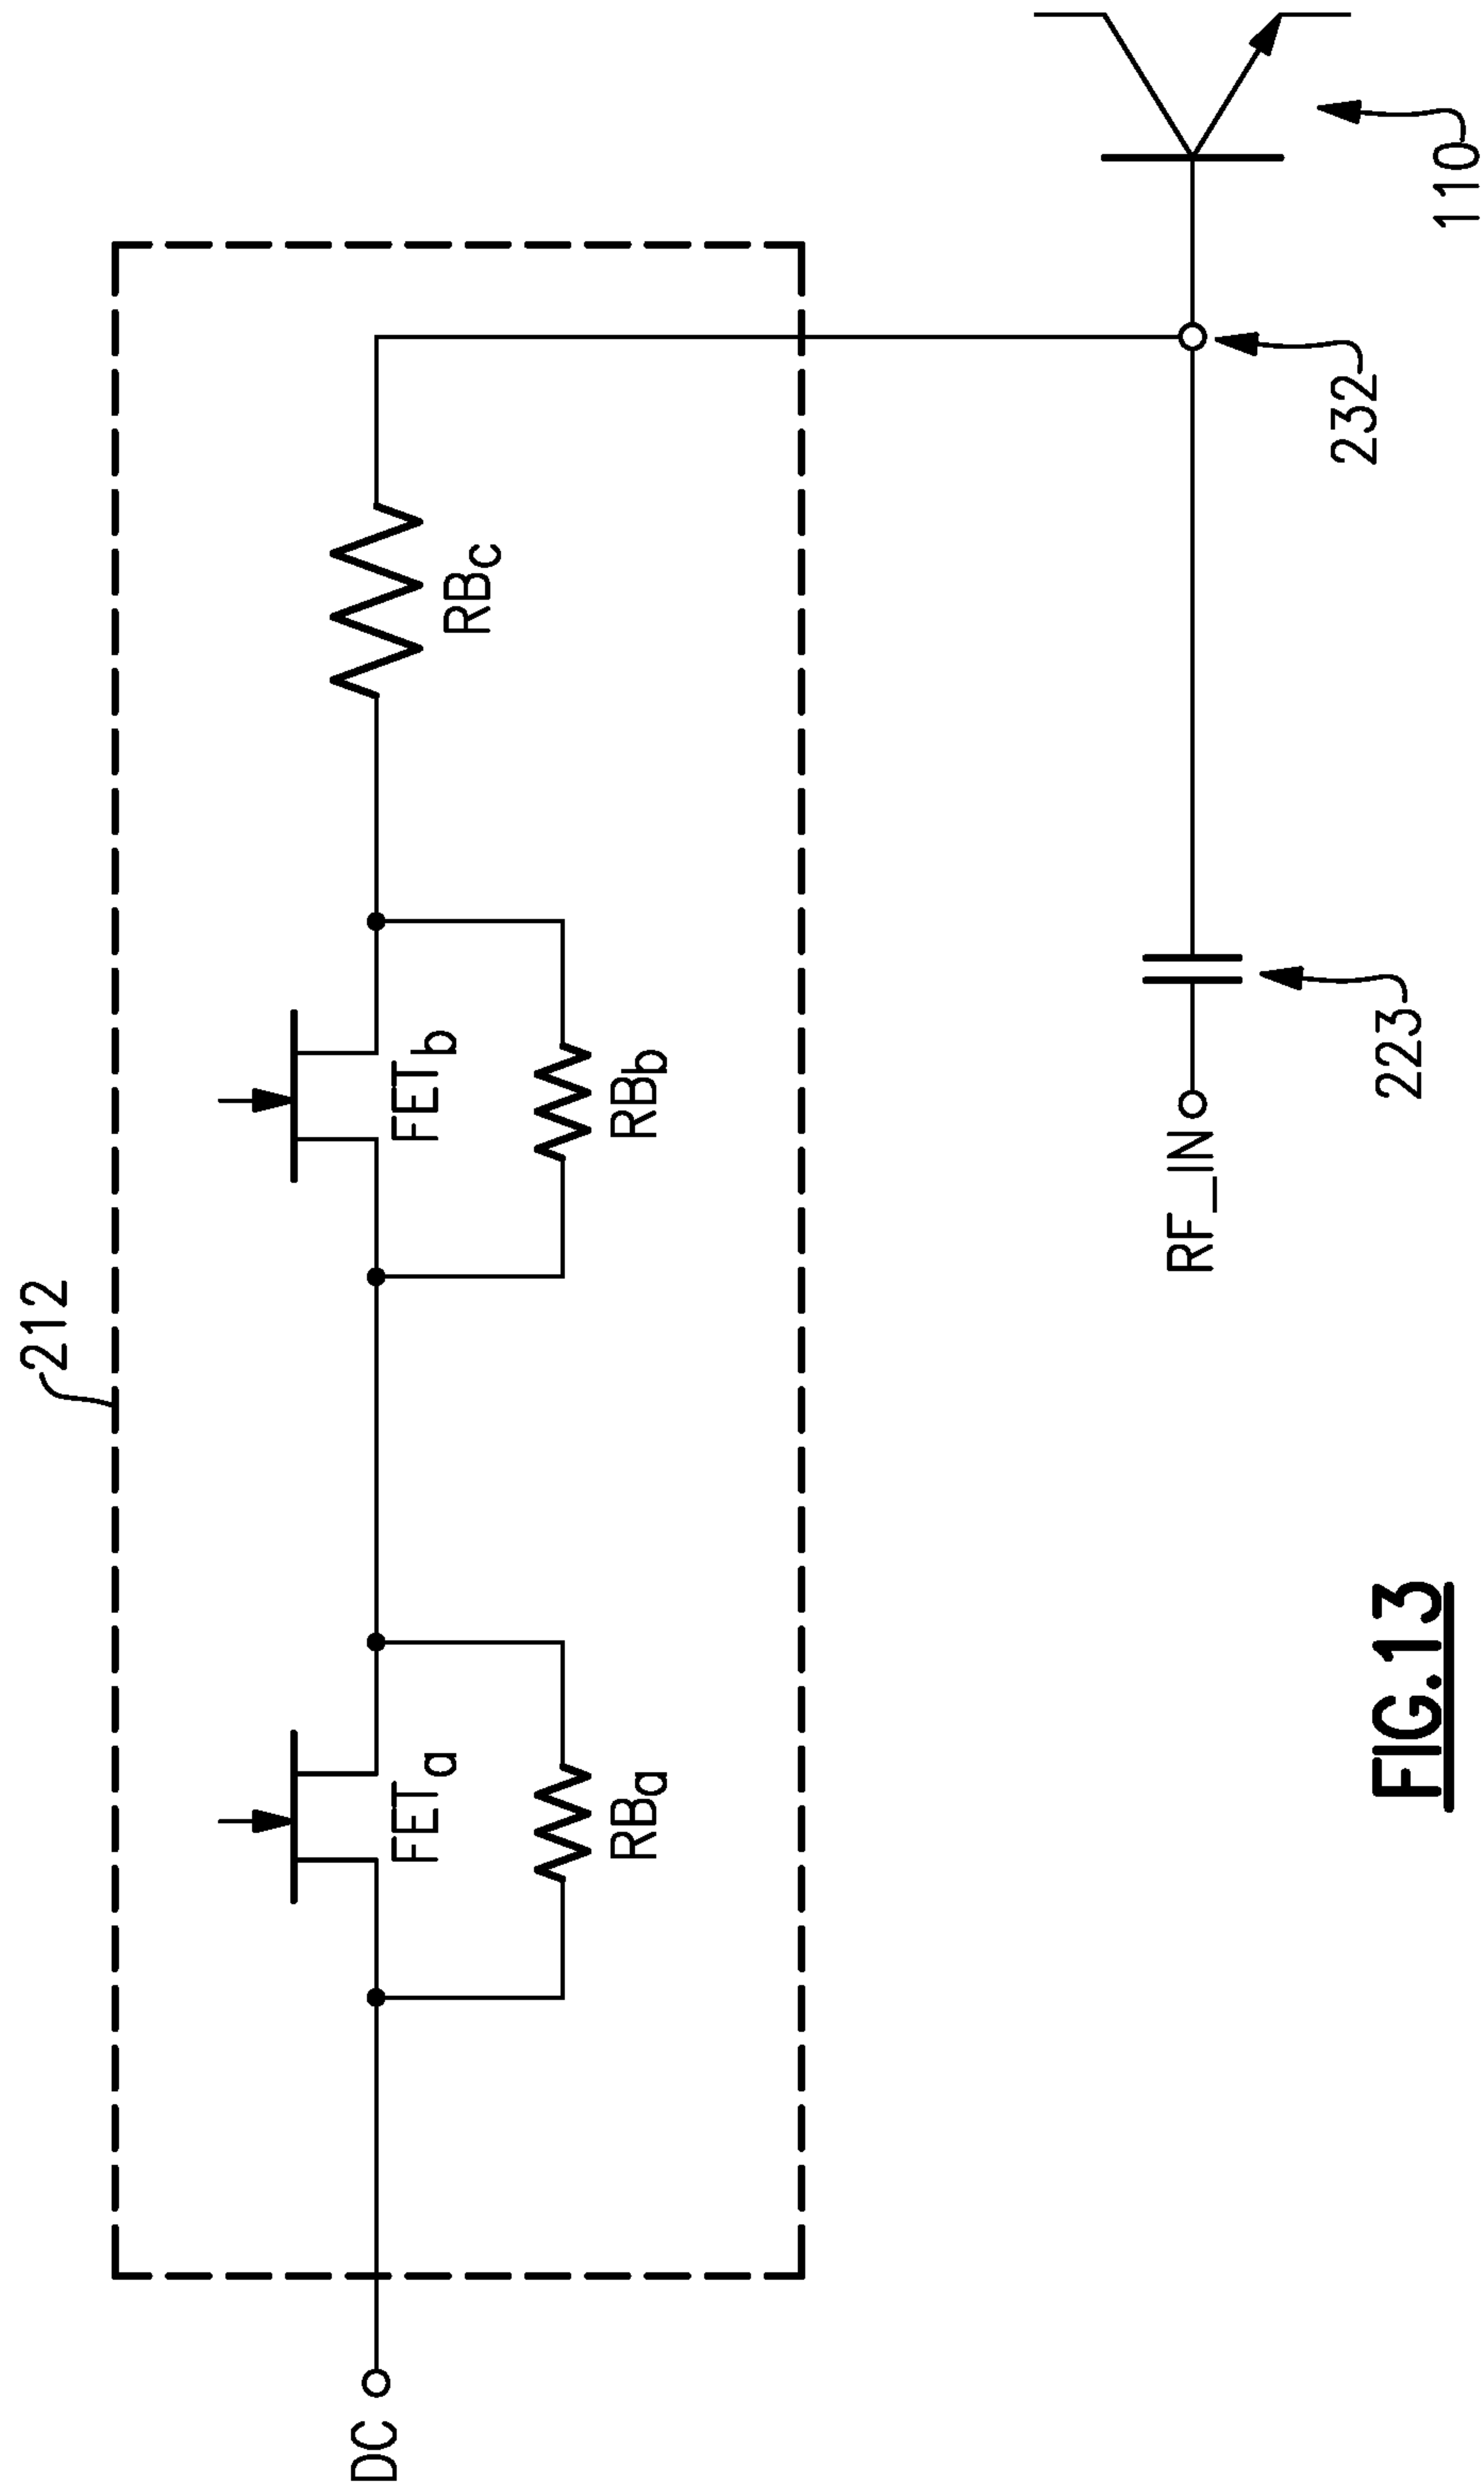 212
FETa
FETb
RBc
RBa
RBb
DC
RF_IN
223
232
110
FIG.13